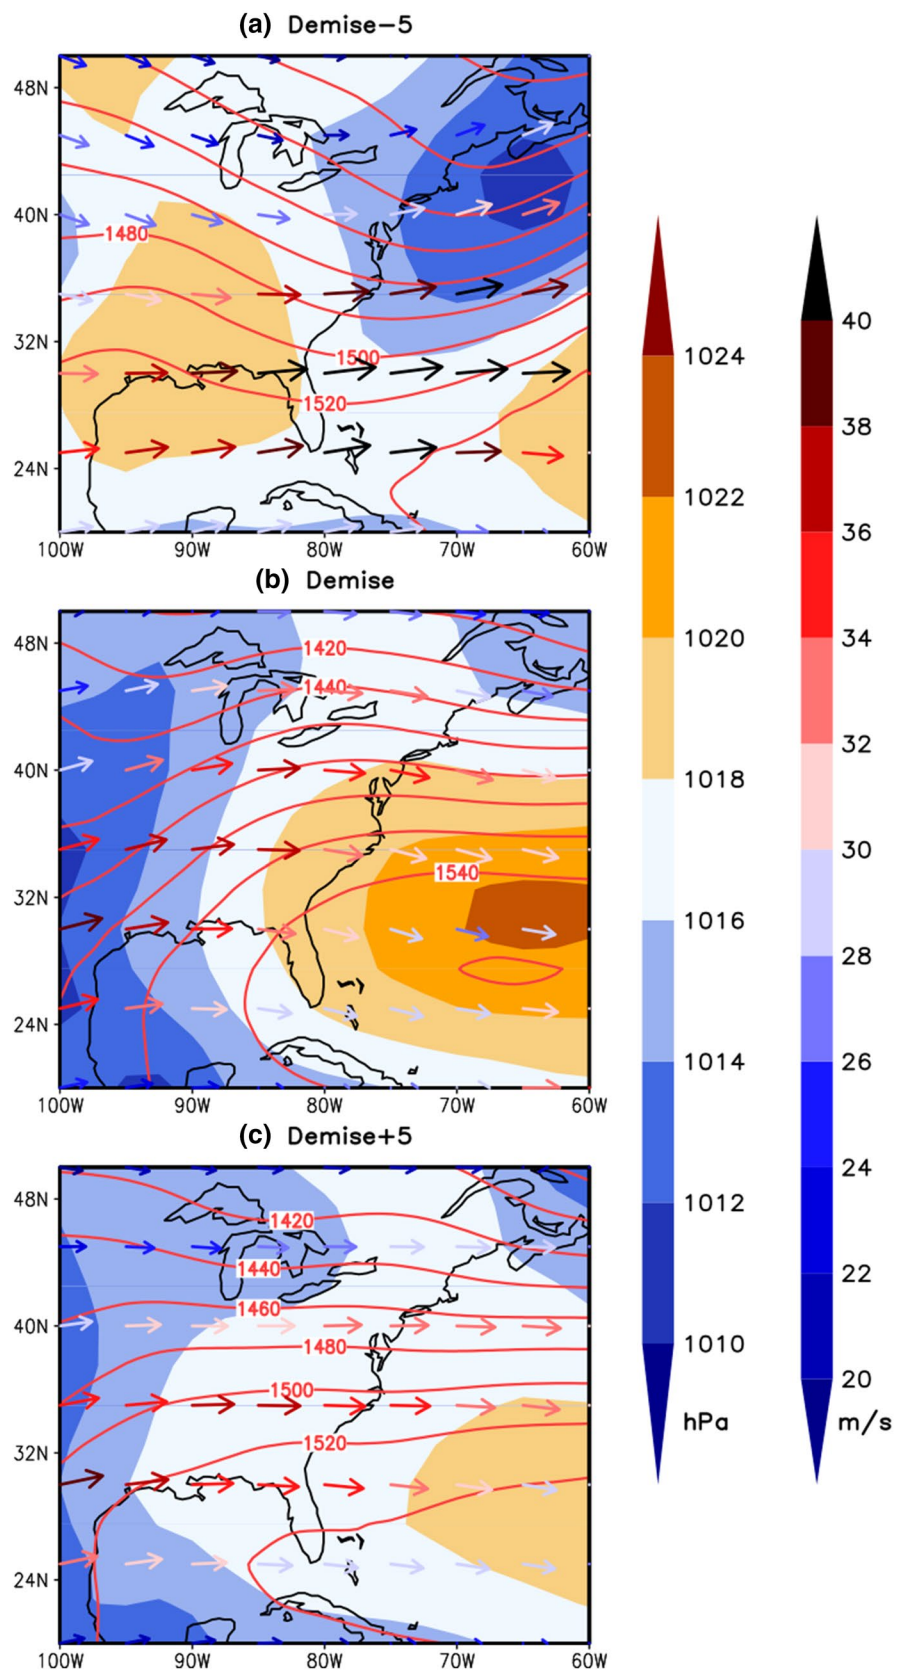 (a) Demise−5
48N
40N
32N
24N
1480
1500
1520
100W 90W 80W 70W 60W
(b) Demise
48N
40N
32N
24N
1420
1440
1540
100W 90W 80W 70W 60W
(c) Demise+5
48N
40N
32N
24N
1420
1440
1460
1480
1500
1520
100W 90W 80W 70W 60W
1024
1022
1020
1018
1016
1014
1012
1010
hPa
40
38
36
34
32
30
28
26
24
22
20
m/s